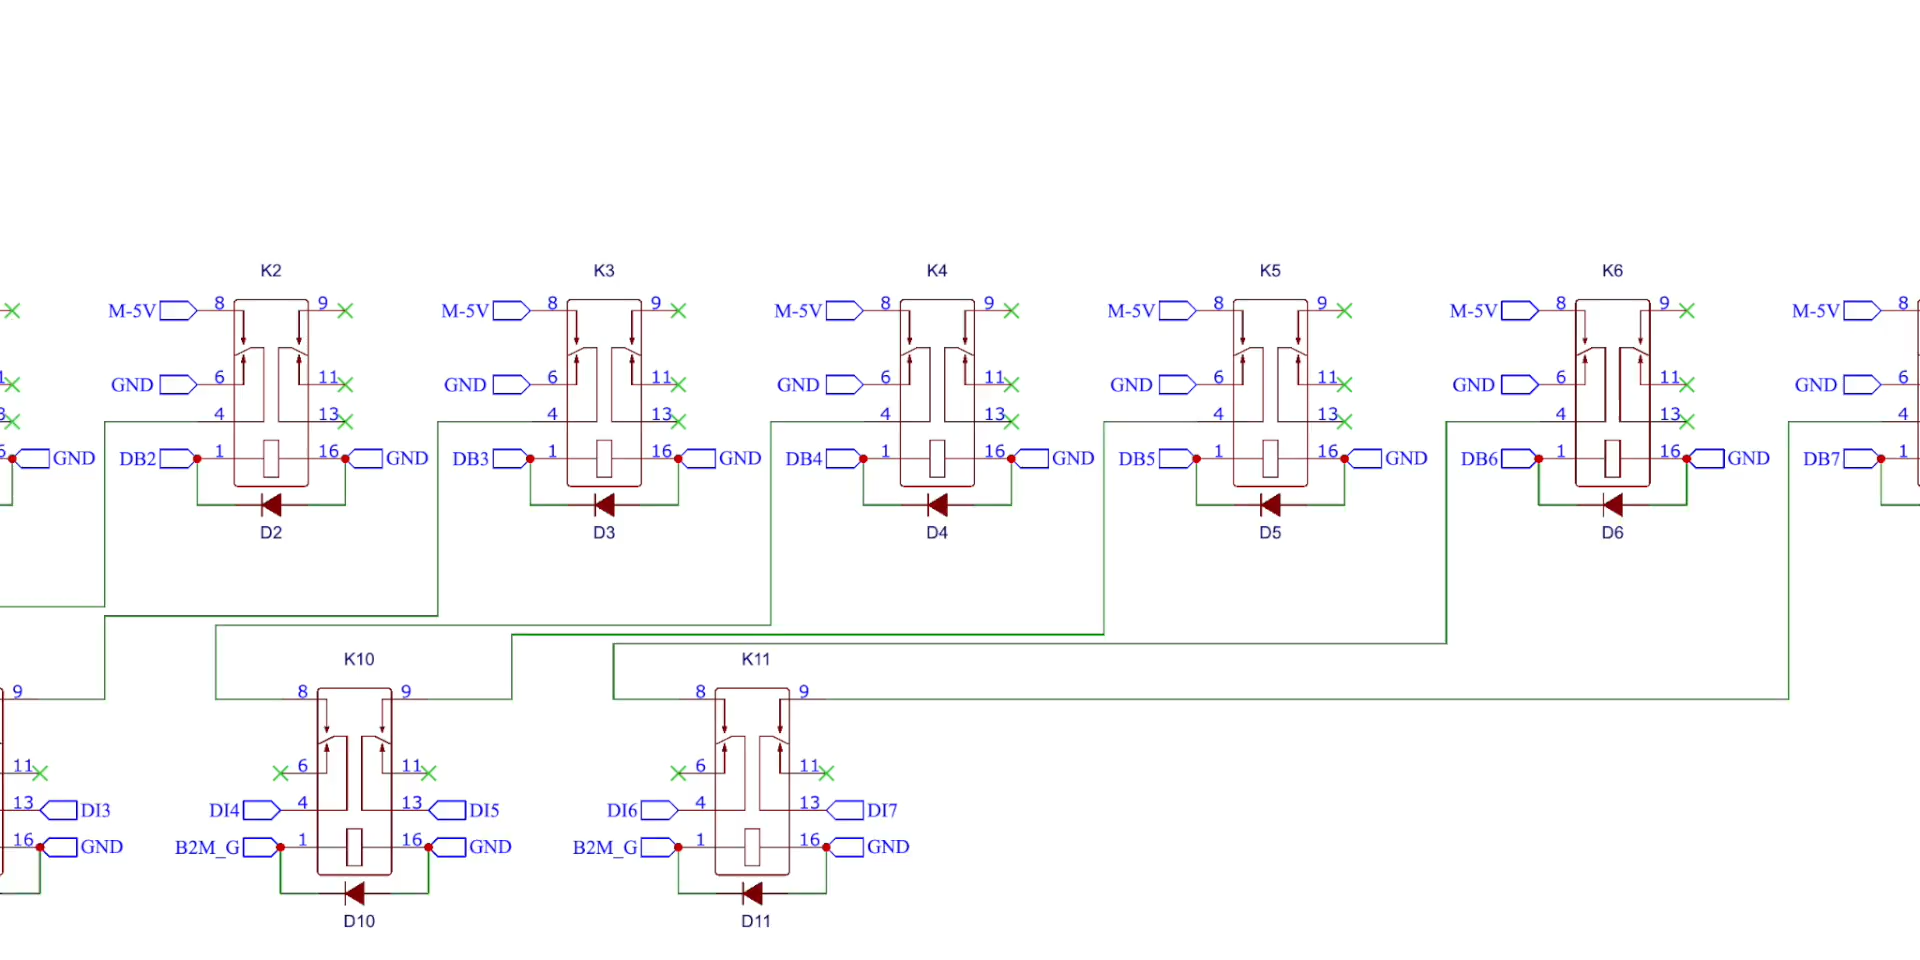 K2 K3 K4 K5 K6
M-5V 8 9 M-5V 8 9 M-5V 8 9 M-5V 8 9 M-5V 8 9 M-5V 8
GND 6 11 GND 6 11 GND 6 11 GND 6 11 GND 6 11 GND 6
4 13 4 13 4 13 4 13 4 13 4
GND DB2 1 16 GND DB3 1 16 GND DB4 1 16 GND DB5 1 16 GND DB6 1 16 GND DB7 1
D2 D3 D4 D5 D6
K10 K11
9 8 9 8 9
11 6 11 6 11
13 DI3 DI4 4 13 DI5 DI6 4 13 DI7
16 GND B2M_G 1 16 GND B2M_G 1 16 GND
D10 D11